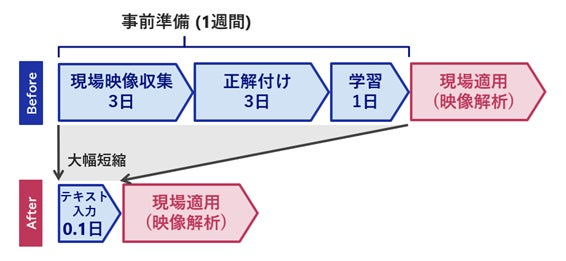 事前準備 (1週間)
Before
現場映像収集
3日
正解付け
3日
学習
1日
現場適用
(映像解析)
大幅短縮
After
テキスト
入力
0.1日
現場適用
(映像解析)